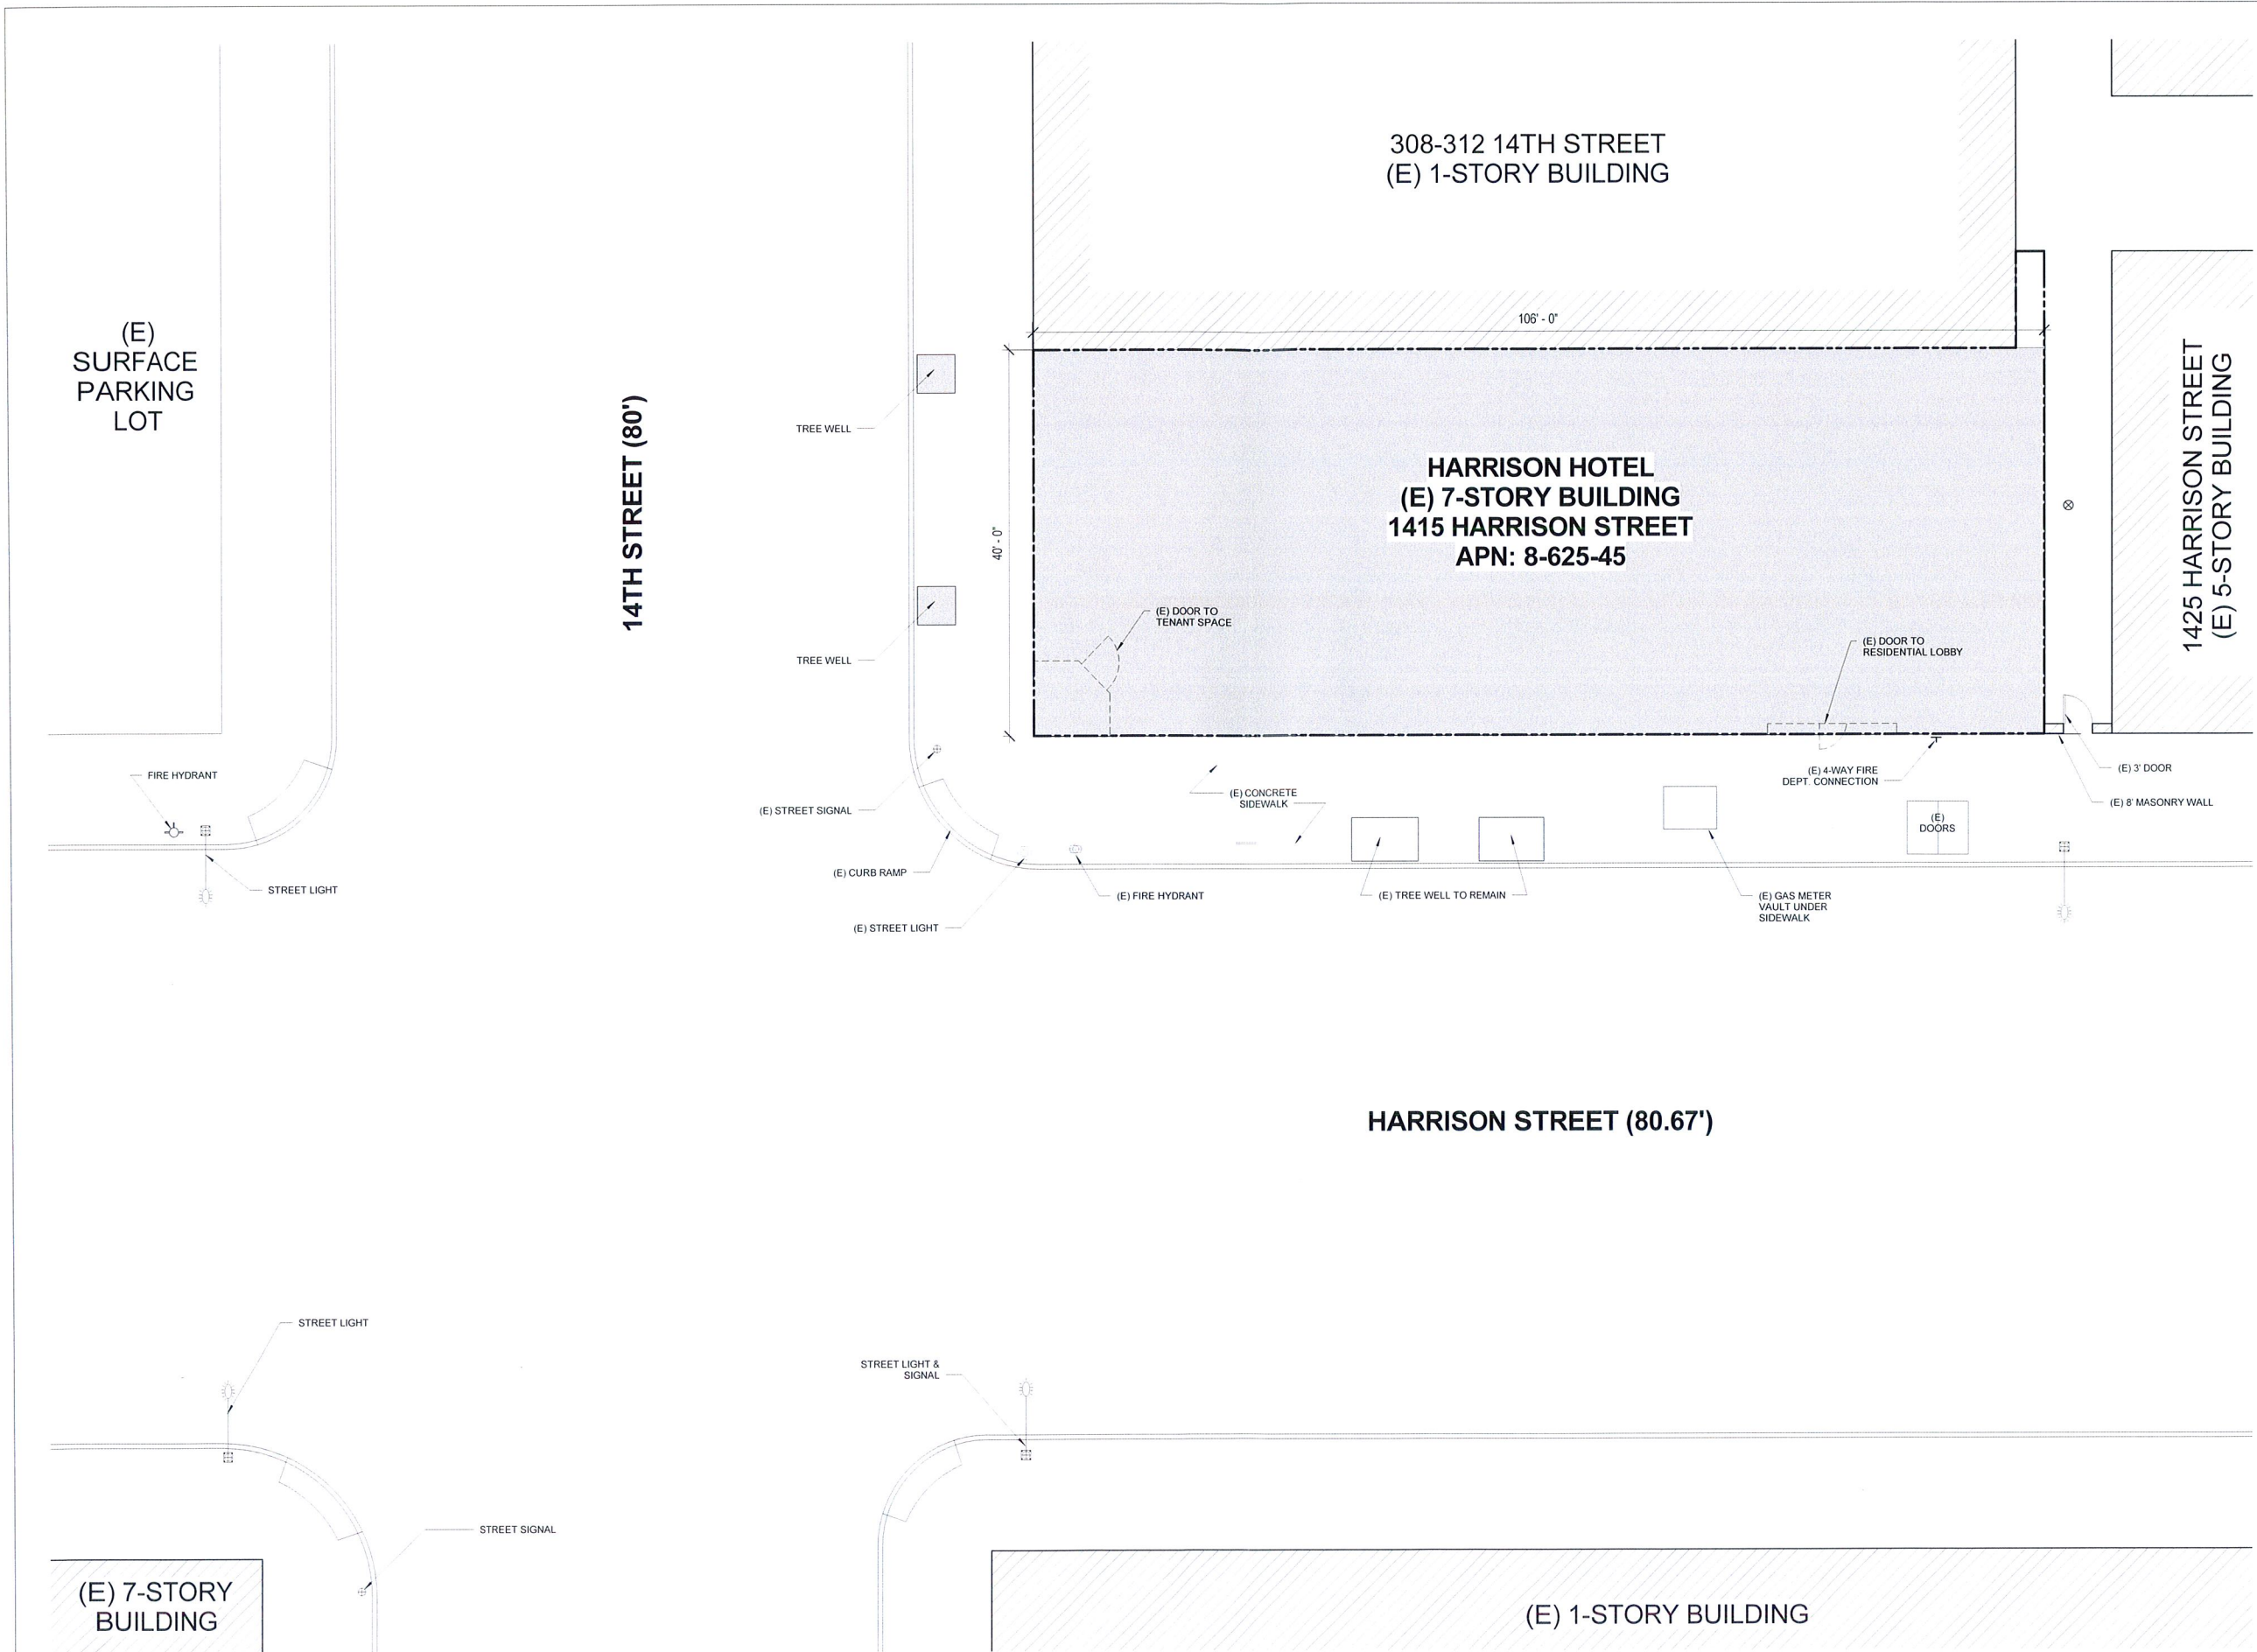 308-312 14TH STREET
(E) 1-STORY BUILDING
106' - 0"
(E)
SURFACE
PARKING
LOT
14TH STREET (80')
TREE WELL
TREE WELL
40' - 0"
HARRISON HOTEL
(E) 7-STORY BUILDING
1415 HARRISON STREET
APN: 8-625-45
1425 HARRISON STREET
(E) 5-STORY BUILDING
(E) DOOR TO
TENANT SPACE
(E) DOOR TO
RESIDENTIAL LOBBY
FIRE HYDRANT
STREET LIGHT
(E) STREET SIGNAL
(E) CURB RAMP
(E) STREET LIGHT
(E) CONCRETE
SIDEWALK
(E) FIRE HYDRANT
(E) TREE WELL TO REMAIN
(E) GAS METER
VAULT UNDER
SIDEWALK
(E) 4-WAY FIRE
DEPT. CONNECTION
(E)
DOORS
(E) 3' DOOR
(E) 8' MASONRY WALL
HARRISON STREET (80.67')
STREET LIGHT
STREET LIGHT &
SIGNAL
STREET SIGNAL
(E) 7-STORY
BUILDING
(E) 1-STORY BUILDING